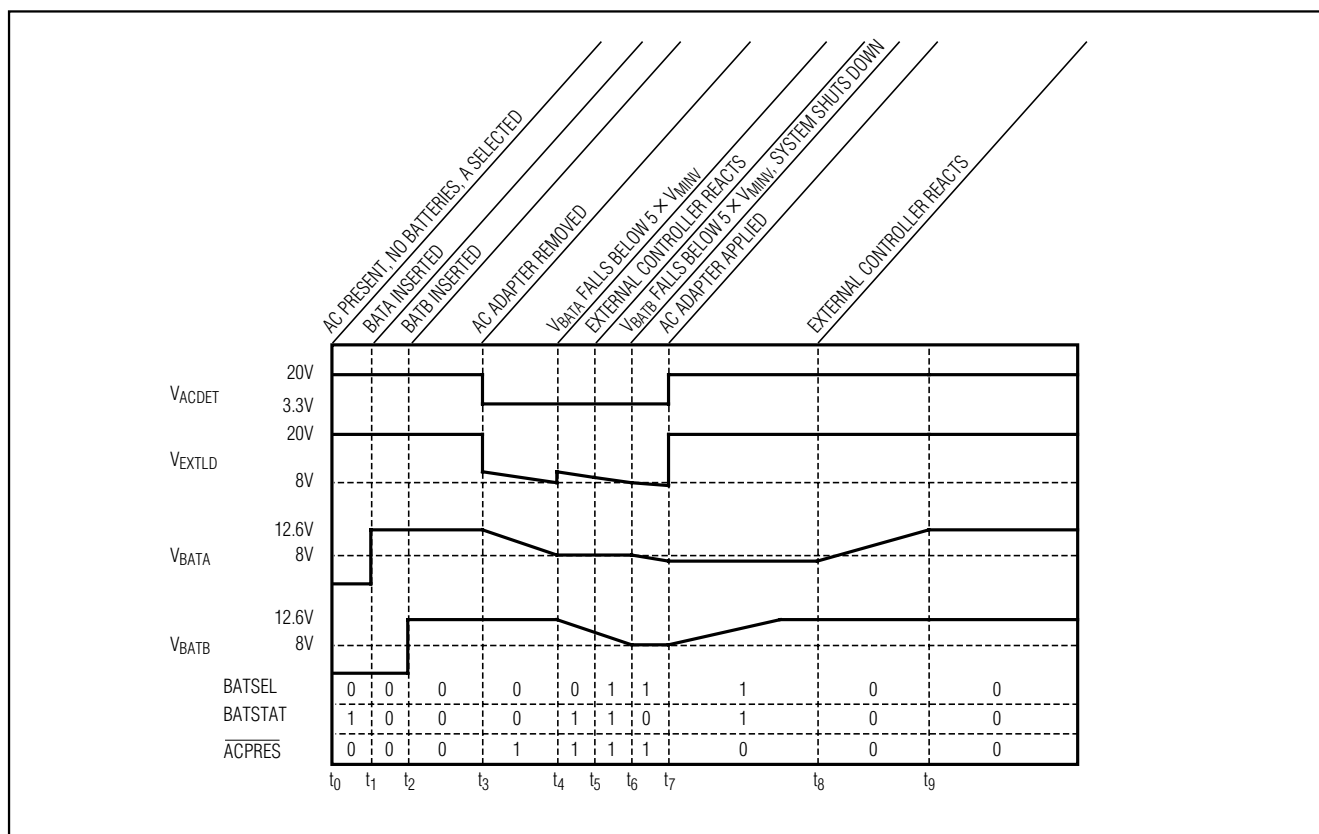 AC PRESENT, NO BATTERIES, A SELECTED
BATA INSERTED
BATB INSERTED
AC ADAPTER REMOVED
VBATA FALLS BELOW 5 × VMINV
EXTERNAL CONTROLLER REACTS
VBATB FALLS BELOW 5 × VMINV, SYSTEM SHUTS DOWN
AC ADAPTER APPLIED
EXTERNAL CONTROLLER REACTS
VACDET
20V
3.3V
VEXTLD
20V
8V
VBATA
12.6V
8V
VBATB
12.6V
8V
BATSEL 0 0 0 0 0 1 1 1 0 0
BATSTAT 1 0 0 0 1 1 0 1 0 0
ACPRES 0 0 0 1 1 1 1 0 0 0
t0 t1 t2 t3 t4 t5 t6 t7 t8 t9